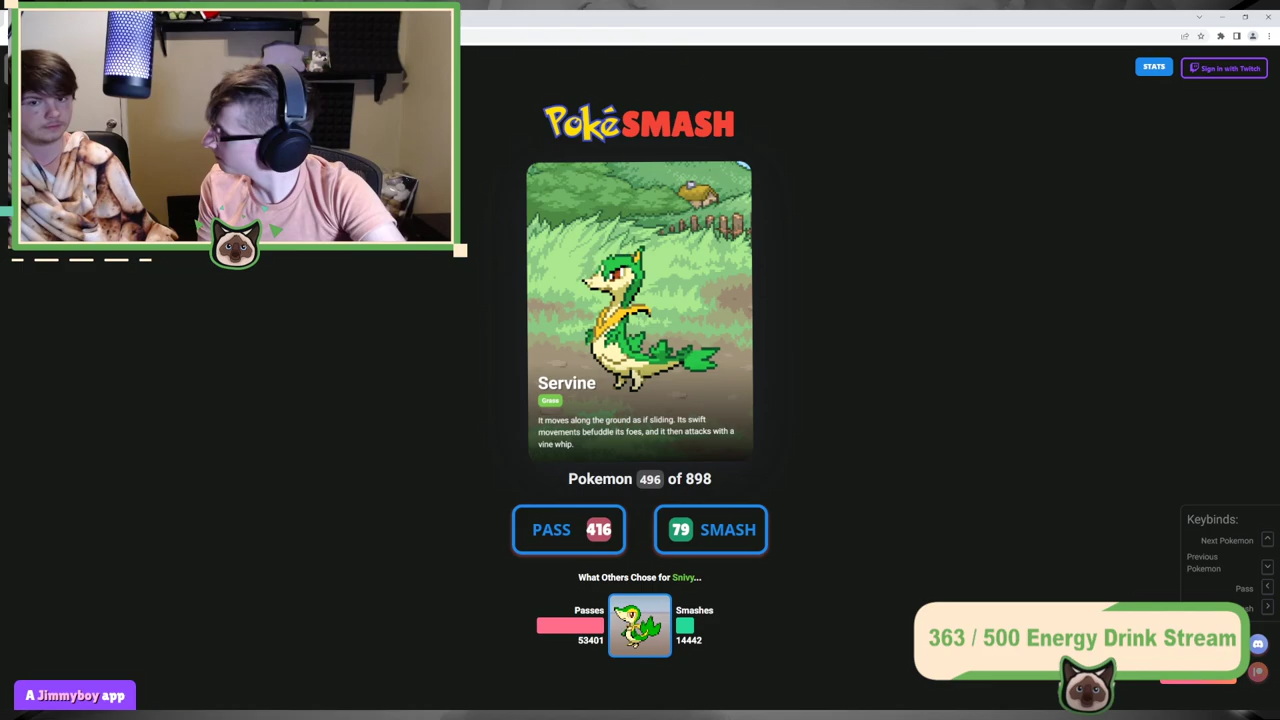 STATS
Sign in with Twitch
PokéSMASH
Servine
Grass
It moves along the ground as if sliding. Its swift
movements befuddle its foes, and it then attacks with a
vine whip.
Pokemon 496 of 898
PASS 416
79 SMASH
What Others Chose for Snivy...
Passes
53401
Smashes
14442
Keybinds:
Next Pokemon
Previous
Pokemon
Pass
363 / 500 Energy Drink Stream
A Jimmyboy app